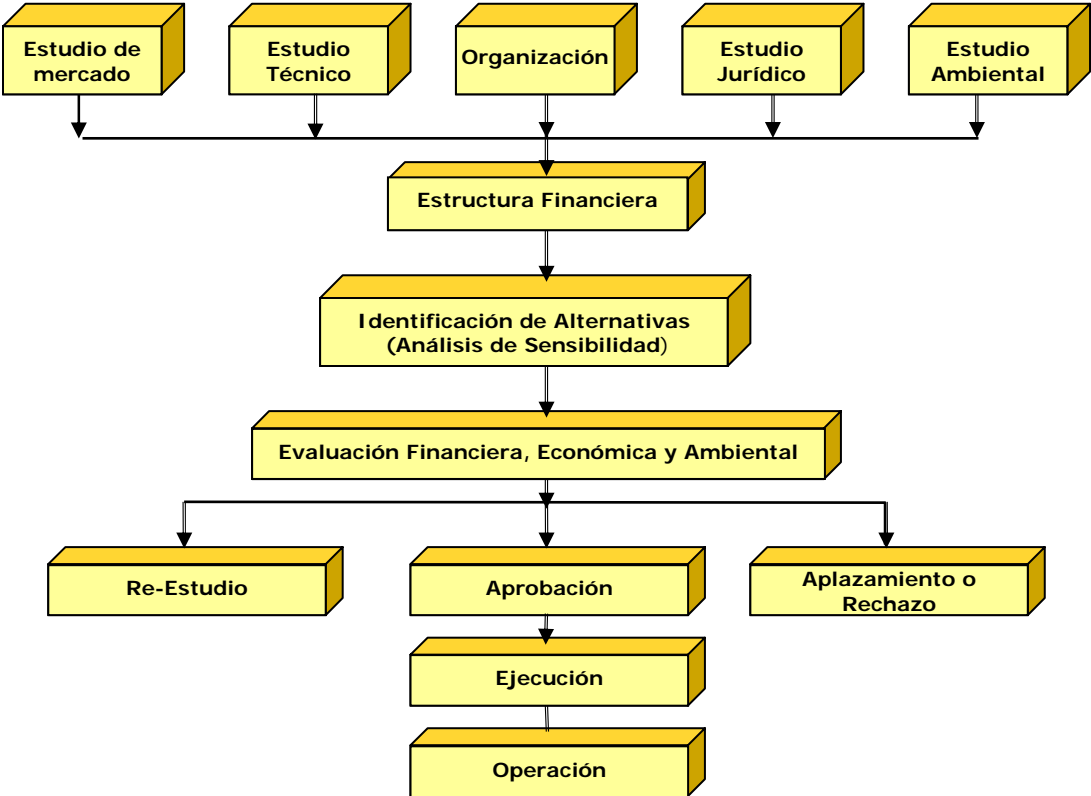 Estudio de
mercado
Estudio
Técnico
Organización
Estudio
Jurídico
Estudio
Ambiental
Estructura Financiera
Identificación de Alternativas
(Análisis de Sensibilidad)
Evaluación Financiera, Económica y Ambiental
Re-Estudio
Aprobación
Aplazamiento o
Rechazo
Ejecución
Operación